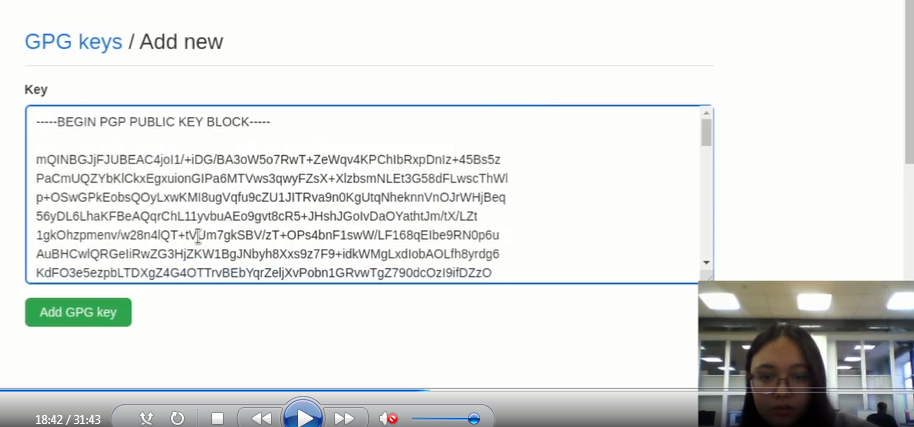 GPG keys / Add new
Key
-----BEGIN PGP PUBLIC KEY BLOCK-----
mQINBGJjFJUBEAC4joI1/+iDG/BA3oW5o7RwT+ZeWqv4KPChIbRxpDnIz+45Bs5z
PaCmUQZYbKlCkxEgxuionGIPa6MTVws3qwyFZsX+XlzbsmNLEt3G58dFLwscThWl
p+OSwGPkEobsQOyLxwKMI8ugVqfu9cZU1JITRva9n0KgUtqNheknnVnOJrWHjBeq
56yDL6LhaKFBeAQqrChL11yvbuAEo9gvt8cR5+JHshJGoIvDaOYathtJm/tX/LZt
1gkOhzpmenv/w28n4lQT+tVUm7gkSBV/zT+OPs4bnF1swW/LF168qEIbe9RN0p6u
AuBHCwlQRGeIiRwZG3HjZKW1BgJNbyh8Xxs9z7F9+idkWMgLxdIobAOLfh8yrdg6
KdFO3e5ezpbLTDXgZ4G4OTTrvBEbYqrZeljXvPobn1GRvwTgZ790dcOzI9ifDZzO
Add GPG key
18:42 / 31:43